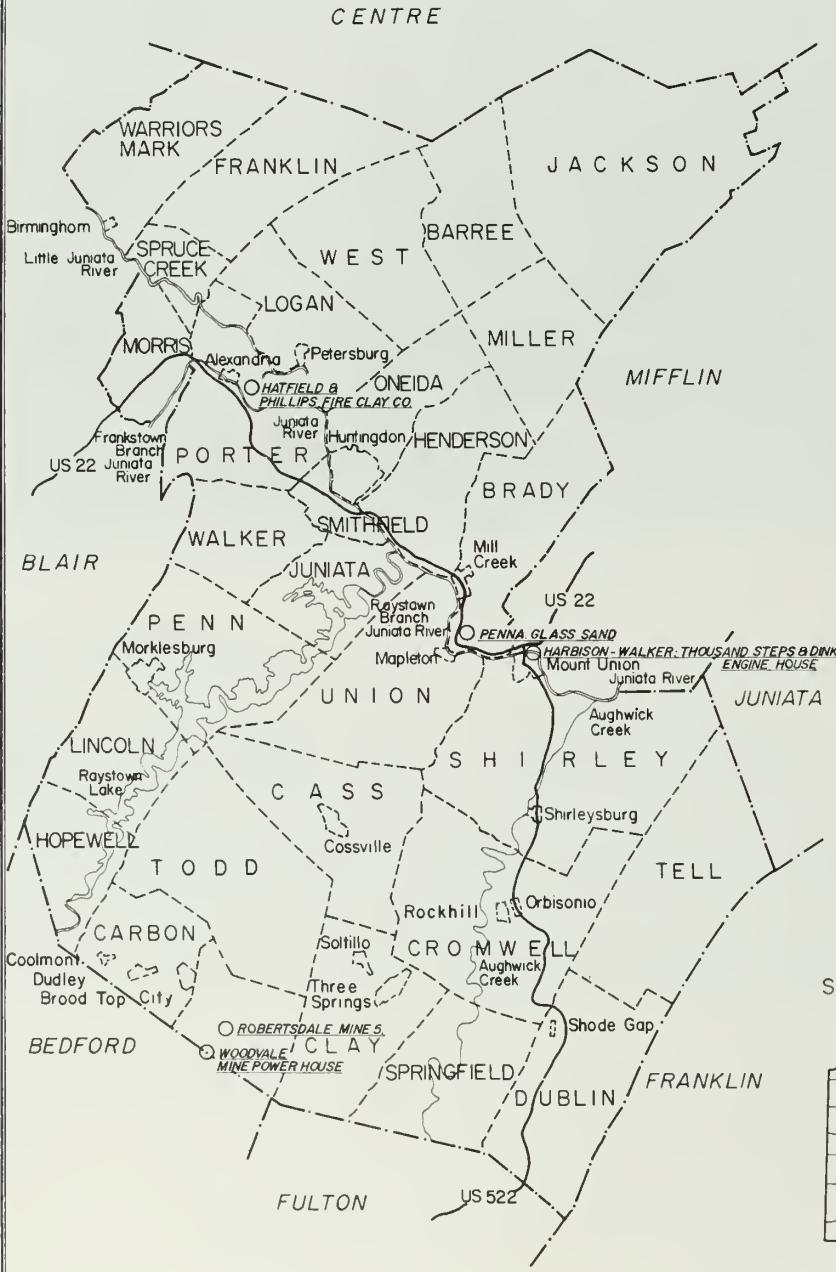 CENTRE
WARRIORS
MARK
FRANKLIN
JACKSON
Birminghom
Little Juniata
River
SPRUCE
CREEK
WEST
BARREE
LOGAN
MILLER
MORRIS
Alexandria
Petersburg
ONEIDA
HATFIELD &
PHILLIPS FIRE CLAY CO.
MIFFLIN
Juniata
River
Huntingdon
HENDERSON
Frankstown
Branch
Juniata
River
US 22
PORTER
BRADY
SMITHFIELD
WALKER
BLAIR
JUNIATA
Mill
Creek
US 22
Raystawn
Branch
Juniata River
PENNA. GLASS SAND
PENN
Morklesburg
Mapleton
HARBISON-WALKER: THOUSAND STEPS & DINK
ENGINE HOUSE
Mount Union
Juniata River
JUNIATA
UNION
Aughwick
Creek
LINCOLN
SHIRLEY
Raystown
Lake
CASS
Shirleysburg
HOPEWELL
Cossville
TODD
TELL
Rockhill
Orbisonio
CARBON
Soltillo
CROMWELL
Coolmont
Dudley
Brood Top City
Three
Springs
Aughwick
Creek
S
Shode Gap
ROBERTSDALE MINE 5.
BEDFORD
CLAY
WOODVALE
MINE POWER HOUSE
SPRINGFIELD
FRANKLIN
DUBLIN
FULTON
US 522